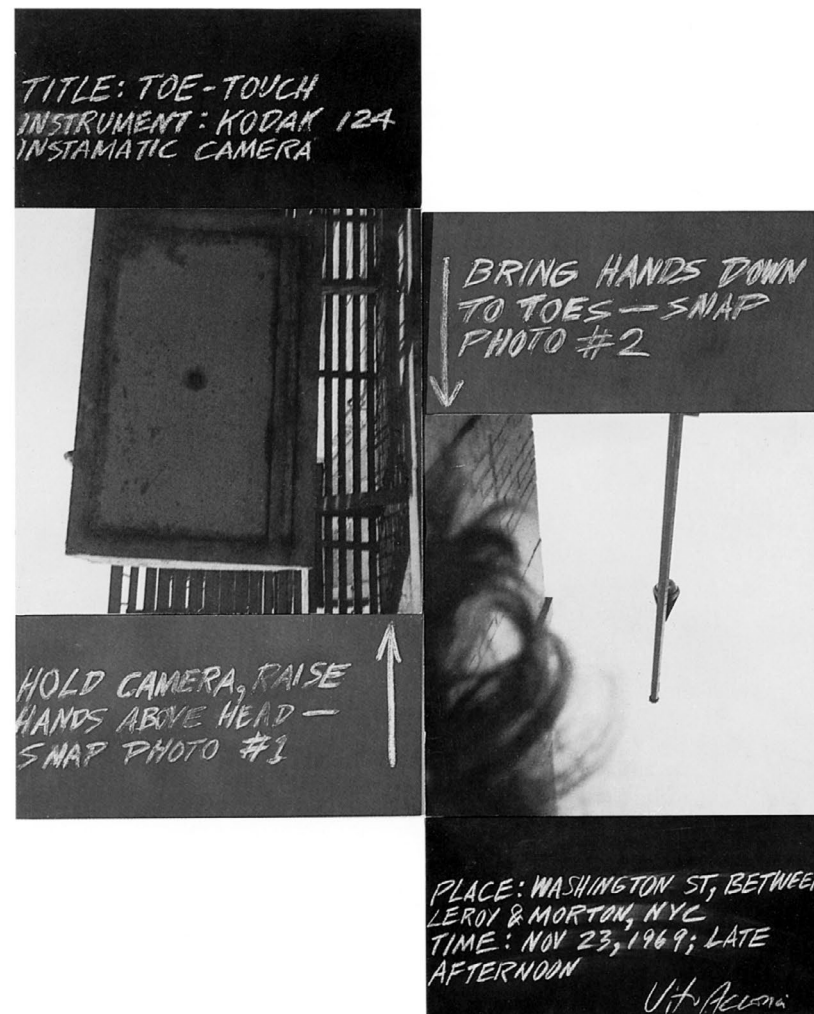 TITLE: TOE-TOUCH
INSTRUMENT: KODAK 124
INSTAMATIC CAMERA
HOLD CAMERA, RAISE
HANDS ABOVE HEAD —
SNAP PHOTO #1
BRING HANDS DOWN
TO TOES — SNAP
PHOTO #2
PLACE: WASHINGTON ST, BETWEEN
LEROY & MORTON, NYC
TIME: NOV 23, 1969; LATE
AFTERNOON
Vito Acconci